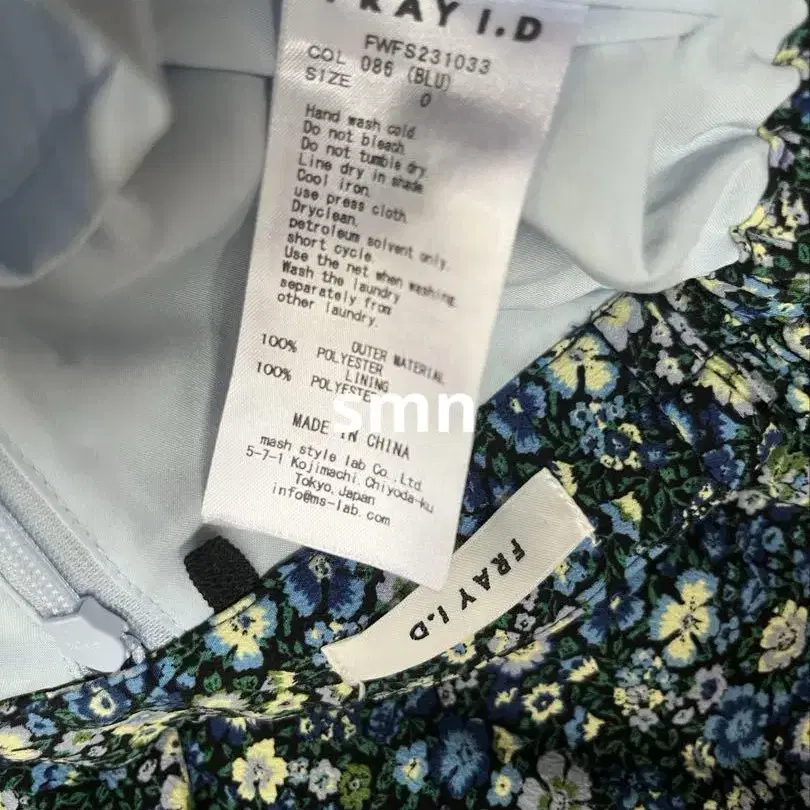 FRAY I.D
FWFS231033
COL 086 (BLU)
SIZE 0
Hand wash cold.
Do not bleach.
Do not tumble dry.
Line dry in shade
Cool iron.
use press cloth.
Dryclean.
petroleum solvent only.
short cycle.
Use the net when washing.
Wash the laundry
separately from
other laundry.
OUTER MATERIAL
100% POLYESTER
LINING
100% POLYESTE
smn
MADE IN CHINA
mash style lab Co.,Ltd.
5-7-1 Kojimachi,Chiyoda-ku
Tokyo,Japan
info@ms-lab.com
FRAY I.D